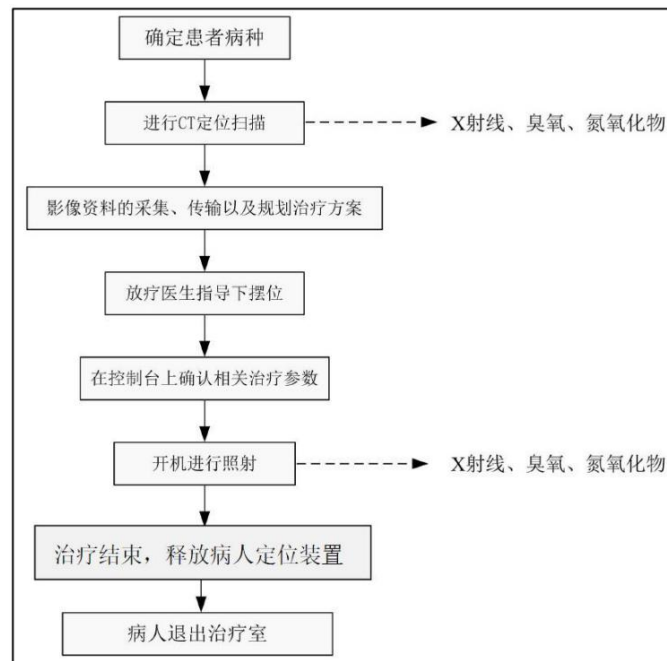 确定患者病种
进行CT定位扫描
X射线、臭氧、氮氧化物
影像资料的采集、传输以及规划治疗方案
放疗医生指导下摆位
在控制台上确认相关治疗参数
开机进行照射
X射线、臭氧、氮氧化物
治疗结束，释放病人定位装置
病人退出治疗室